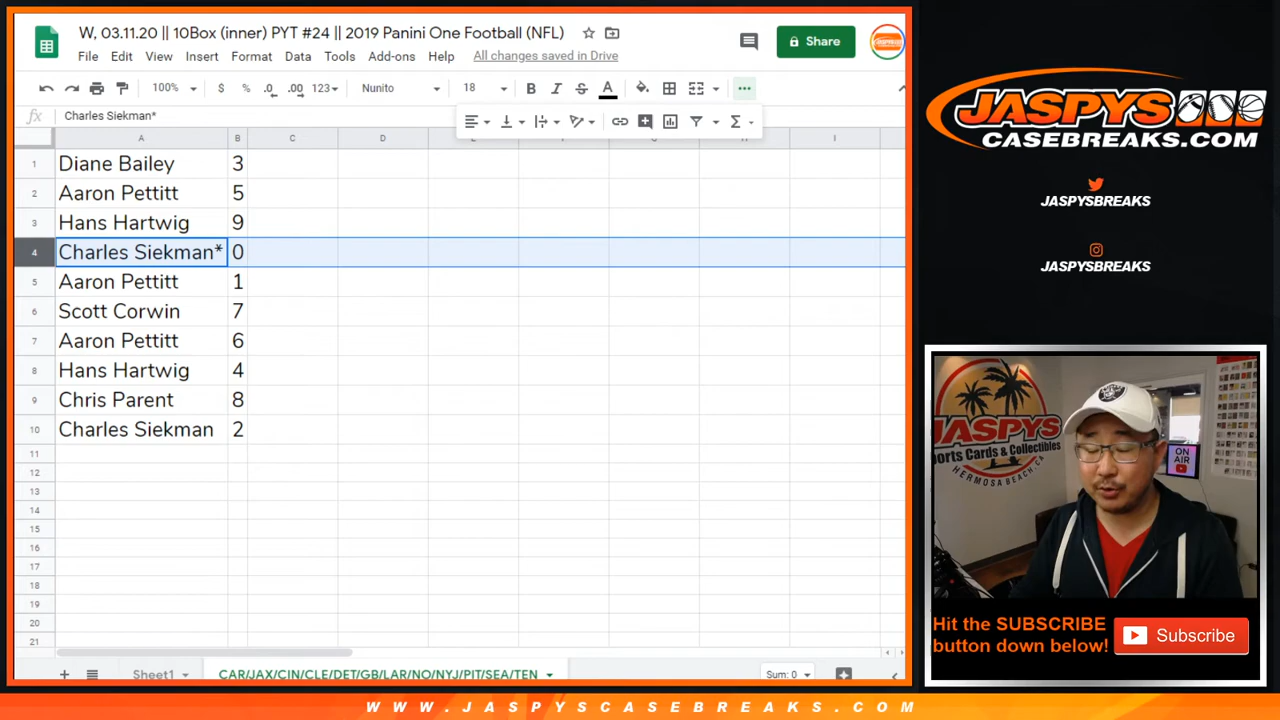 W, 03.11.20 || 10Box (inner) PYT #24 || 2019 Panini One Football (NFL)
File Edit View Insert Format Data Tools Add-ons Help All changes saved in Drive
Share
100% $ % .0 .00 123 Nunito 18 B I S A
fx Charles Siekman*
A B C D I
1 Diane Bailey 3
2 Aaron Pettitt 5
3 Hans Hartwig 9
4 Charles Siekman* 0
5 Aaron Pettitt 1
6 Scott Corwin 7
7 Aaron Pettitt 6
8 Hans Hartwig 4
9 Chris Parent 8
10 Charles Siekman 2
11
12
13
14
15
16
17
18
19
20
21
Sheet1 CAR/JAX/CIN/CLE/DET/GB/LAR/NO/NYJ/PIT/SEA/TEN Sum: 0
JASPYS
CASEBREAKS.COM
JASPYSBREAKS
JASPYSBREAKS
JASPYS
orts Cards & Collectibles
HERMOSA BEACH, CA
ON AIR
Hit the SUBSCRIBE
button down below!
Subscribe
WWW.JASPYSCASEBREAKS.COM